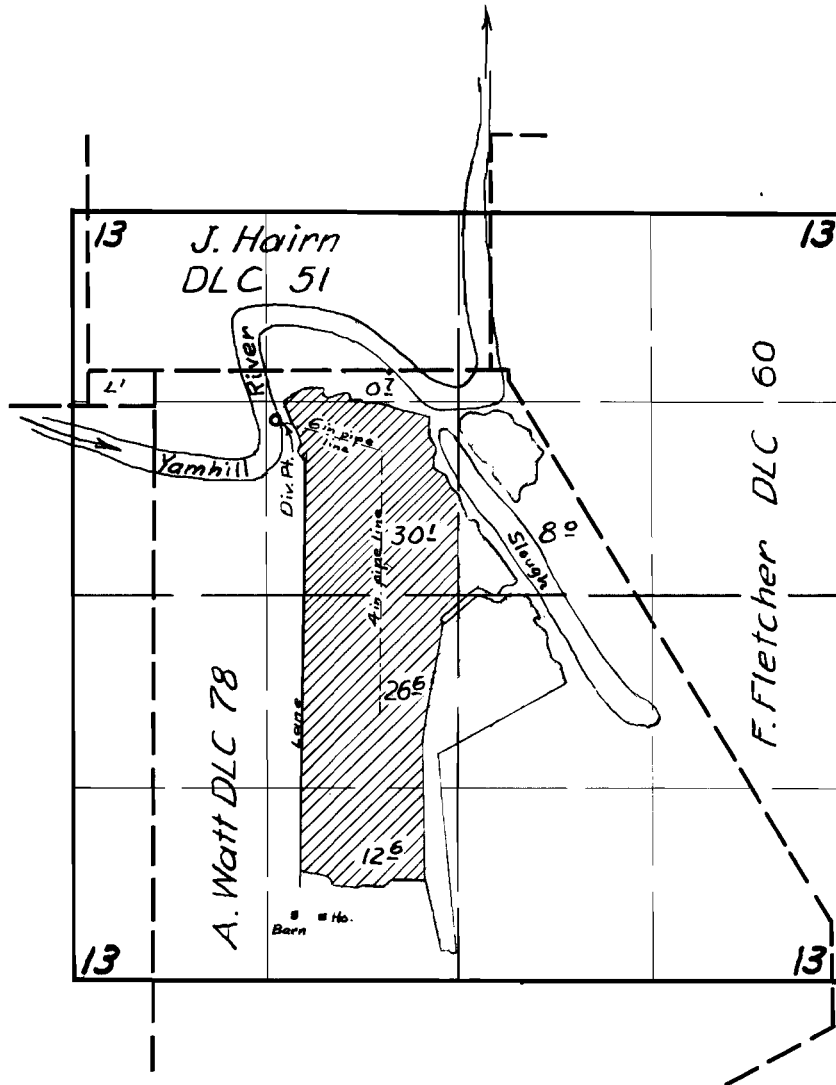 13
13
J. Hairn
DLC 51
L'
River
0 7
6 in pipe
line
Yamhill
Div. Pt.
30 1
4 in. pipe line
Slough
8 0
F. Fletcher DLC 60
A. Watt DLC 78
Lane
26 6
12 6
Barn
Ho.
13
13